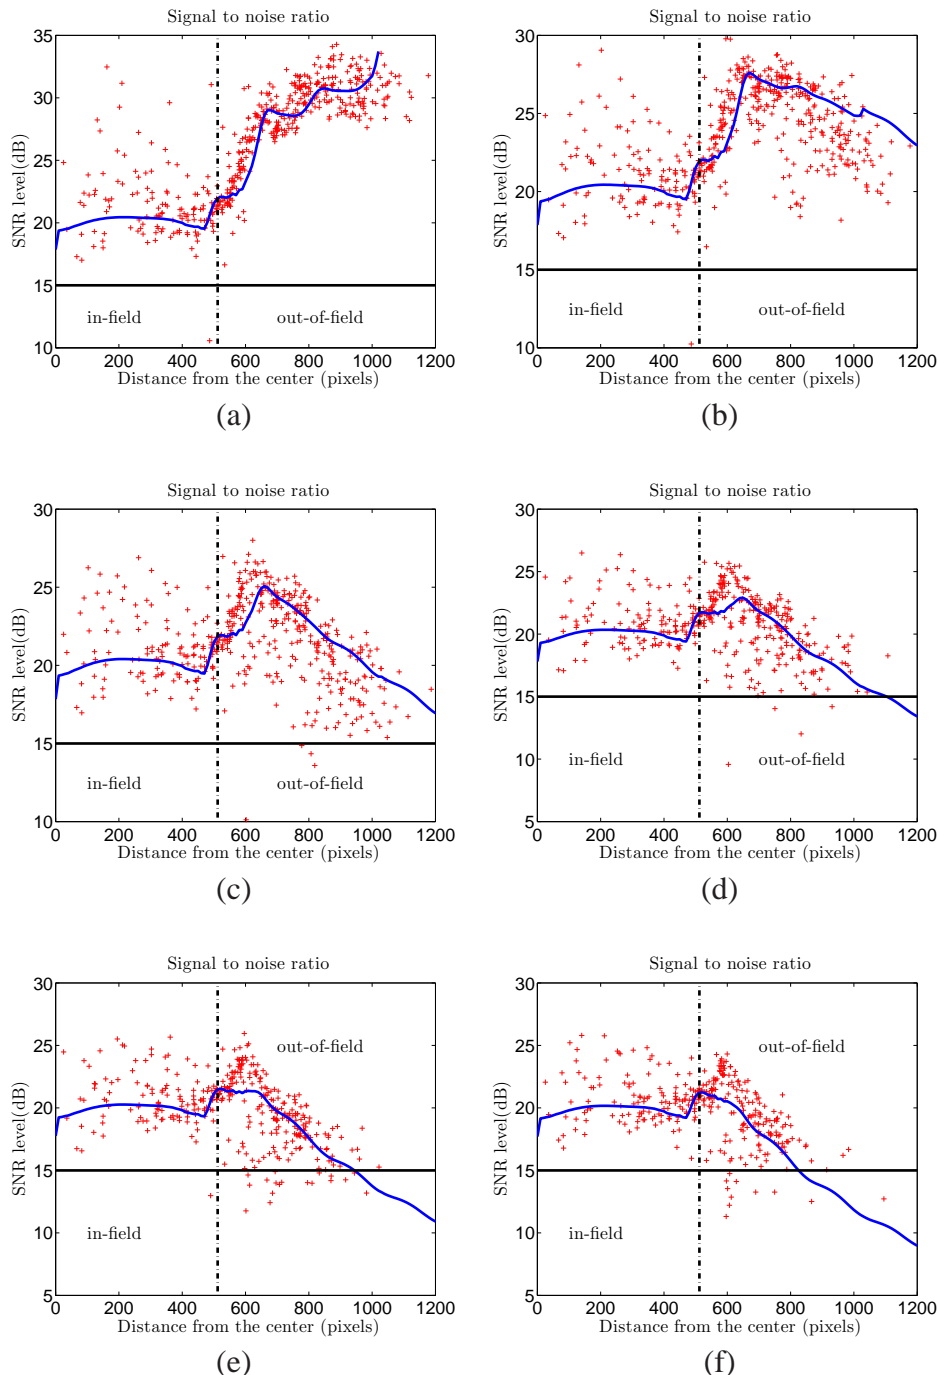 Signal to noise ratio
35
30
25
20
15
10
SNR level(dB)
in-field
out-of-field
0 200 400 600 800 1000 1200
Distance from the center (pixels)
(a)
Signal to noise ratio
30
25
20
15
10
SNR level(dB)
in-field
out-of-field
0 200 400 600 800 1000 1200
Distance from the center (pixels)
(b)
Signal to noise ratio
30
25
20
15
10
SNR level(dB)
in-field
out-of-field
0 200 400 600 800 1000 1200
Distance from the center (pixels)
(c)
Signal to noise ratio
30
25
20
15
10
5
SNR level(dB)
in-field
out-of-field
0 200 400 600 800 1000 1200
Distance from the center (pixels)
(d)
Signal to noise ratio
30
25
20
15
10
5
SNR level(dB)
out-of-field
in-field
0 200 400 600 800 1000 1200
Distance from the center (pixels)
(e)
Signal to noise ratio
30
25
20
15
10
5
SNR level(dB)
out-of-field
in-field
0 200 400 600 800 1000 1200
Distance from the center (pixels)
(f)